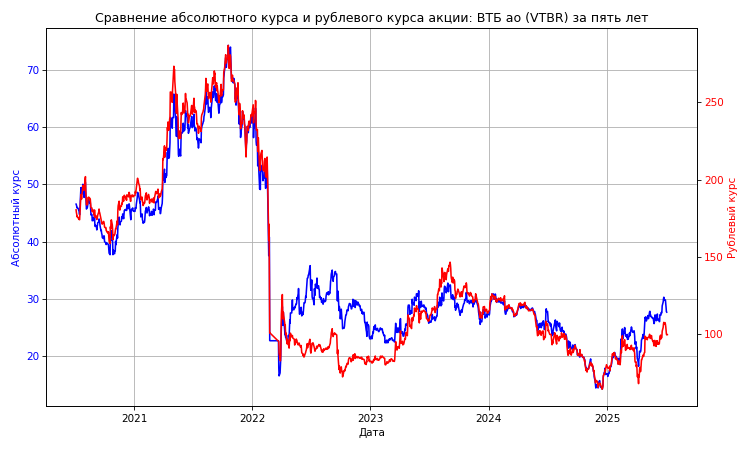 Сравнение абсолютного курса и рублевого курса акции: ВТБ ао (VTBR) за пять лет
Абсолютный курс
70
60
50
40
30
20
250
200
150
100
Рублевый курс
2021 2022 2023 2024 2025
Дата